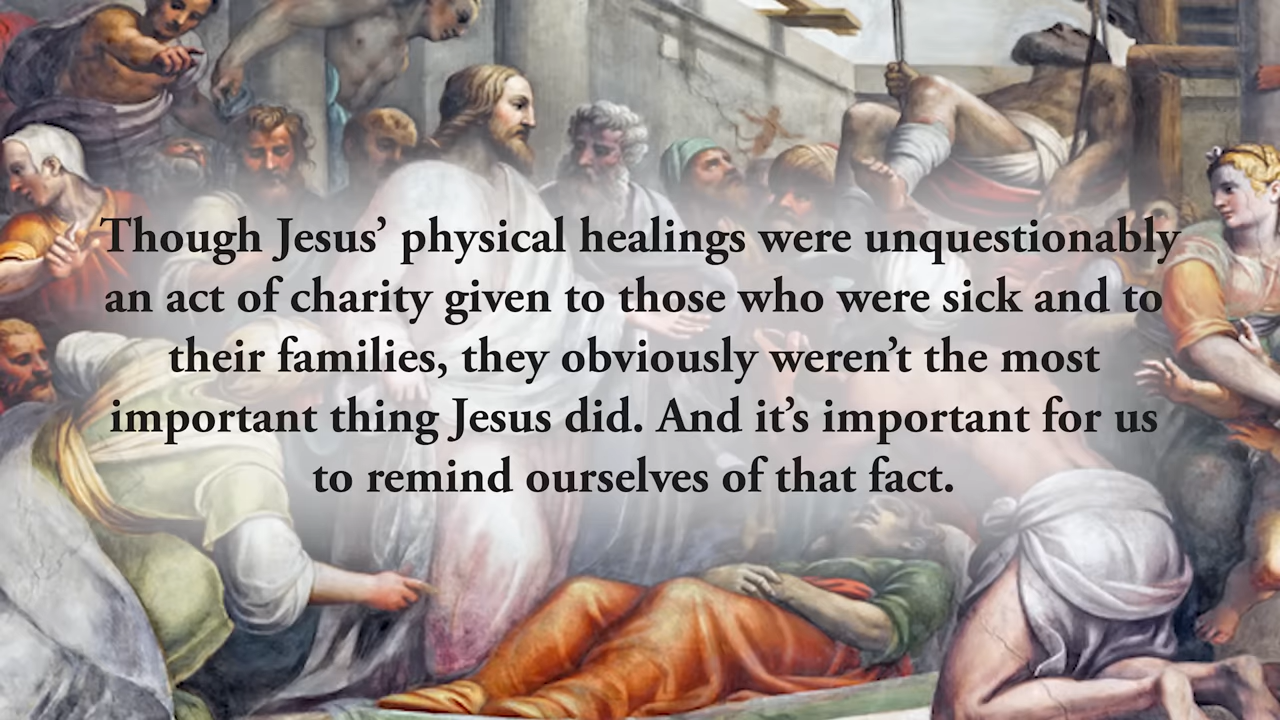 Though Jesus’ physical healings were unquestionably
an act of charity given to those who were sick and to
their families, they obviously weren’t the most
important thing Jesus did. And it’s important for us
to remind ourselves of that fact.